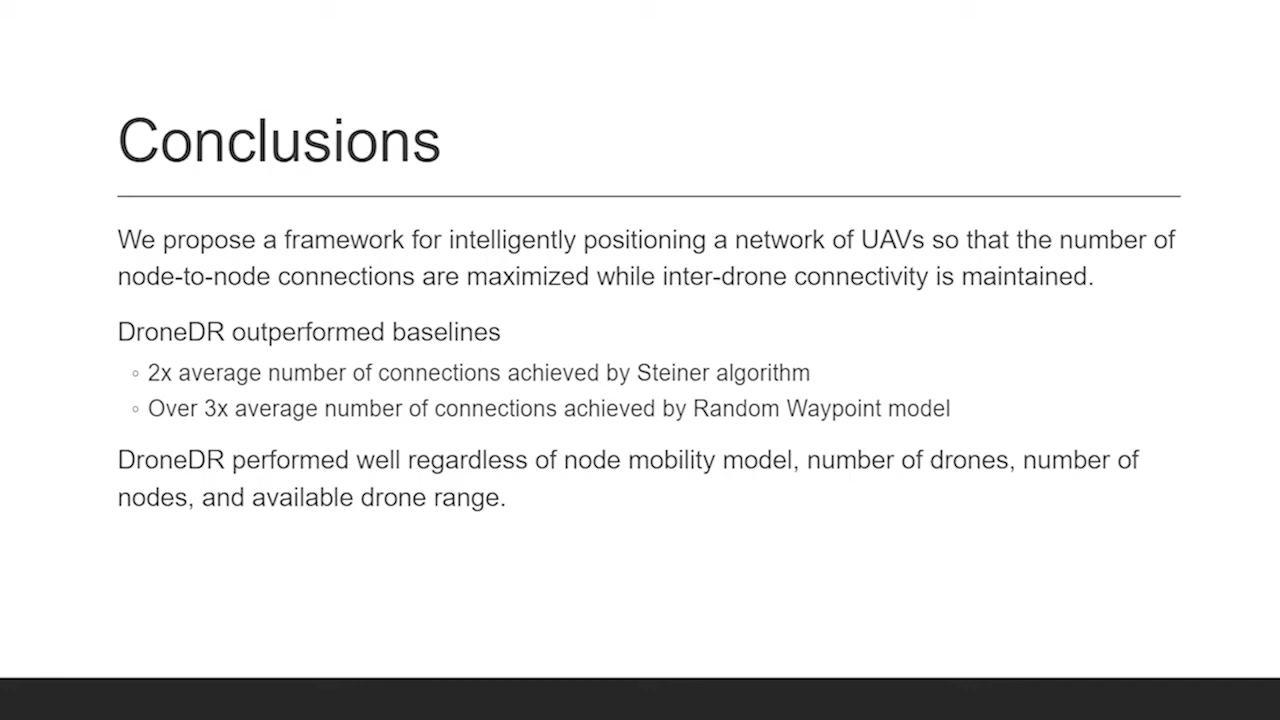 Conclusions
We propose a framework for intelligently positioning a network of UAVs so that the number of
node-to-node connections are maximized while inter-drone connectivity is maintained.
DroneDR outperformed baselines
◦ 2x average number of connections achieved by Steiner algorithm
◦ Over 3x average number of connections achieved by Random Waypoint model
DroneDR performed well regardless of node mobility model, number of drones, number of
nodes, and available drone range.